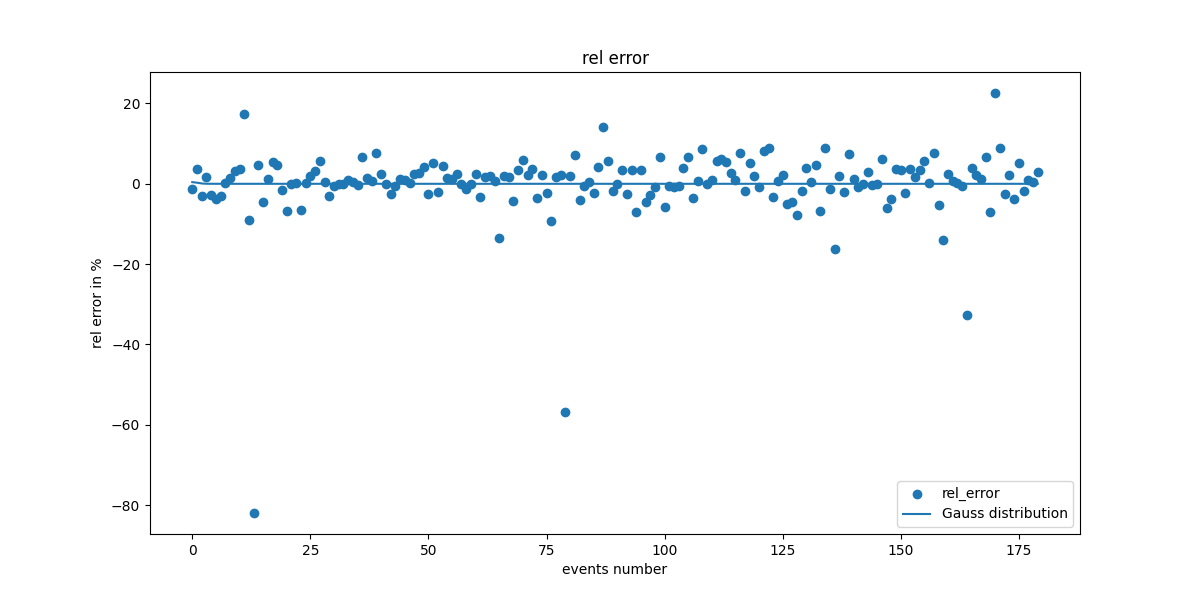 rel error
rel error in %
20
0
−20
−40
−60
−80
0 25 50 75 100 125 150 175
events number
rel_error
Gauss distribution